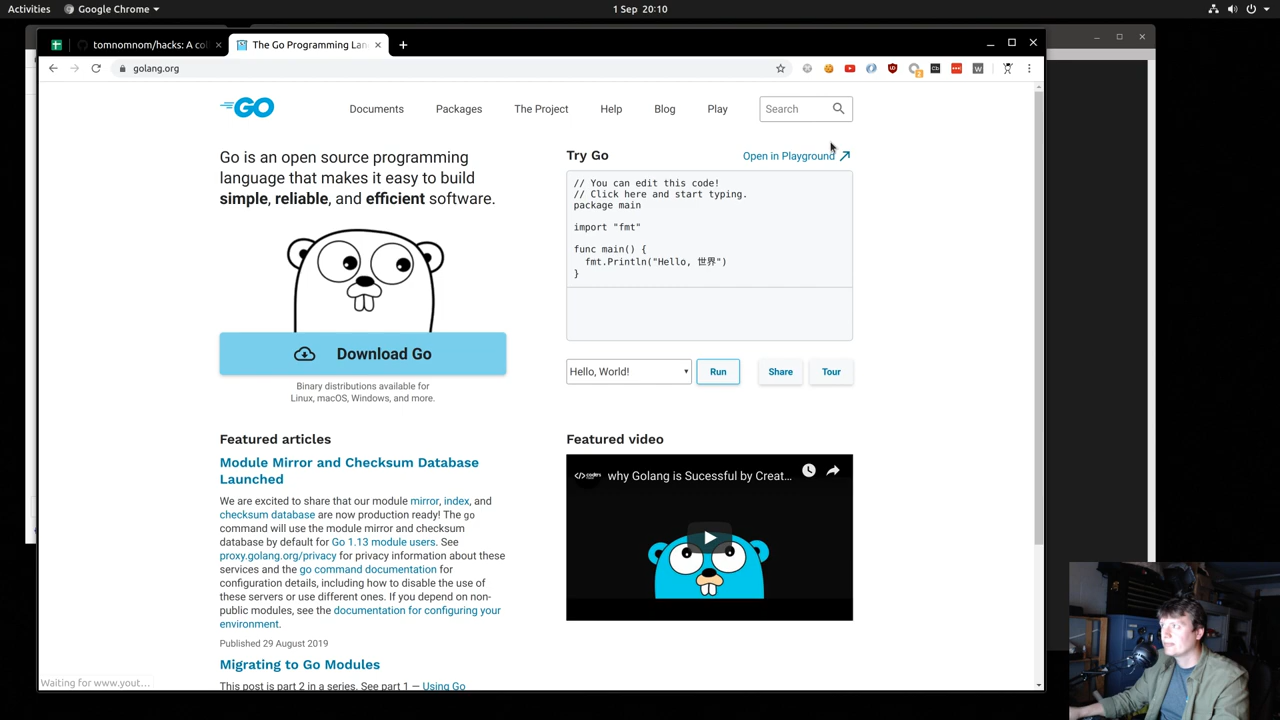 Activities
Google Chrome
1 Sep 20:10
tomnomnom/hacks: A col
The Go Programming Lan
golang.org
GO
Documents
Packages
The Project
Help
Blog
Play
Search
Go is an open source programming
language that makes it easy to build
simple, reliable, and efficient software.
Download Go
Binary distributions available for
Linux, macOS, Windows, and more.
Try Go
Open in Playground
// You can edit this code!
// Click here and start typing.
package main
import "fmt"
func main() {
fmt.Println("Hello, 世界")
}
Hello, World!
Run
Share
Tour
Featured articles
Module Mirror and Checksum Database
Launched
We are excited to share that our module mirror, index, and
checksum database are now production ready! The go
command will use the module mirror and checksum
database by default for Go 1.13 module users. See
proxy.golang.org/privacy for privacy information about these
services and the go command documentation for
configuration details, including how to disable the use of
these servers or use different ones. If you depend on non-
public modules, see the documentation for configuring your
environment.
Published 29 August 2019
Migrating to Go Modules
This post is part 2 in a series. See part 1 — Using Go
Featured video
why Golang is Sucessful by Creat...
Waiting for www.yout...